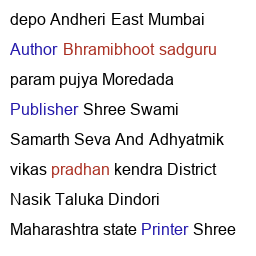 depo Andheri East Mumbai
Author Bhramibhoot sadguru
param pujya Moredada
Publisher Shree Swami
Samarth Seva And Adhyatmik
vikas pradhan kendra District
Nasik Taluka Dindori
Maharashtra state Printer Shree